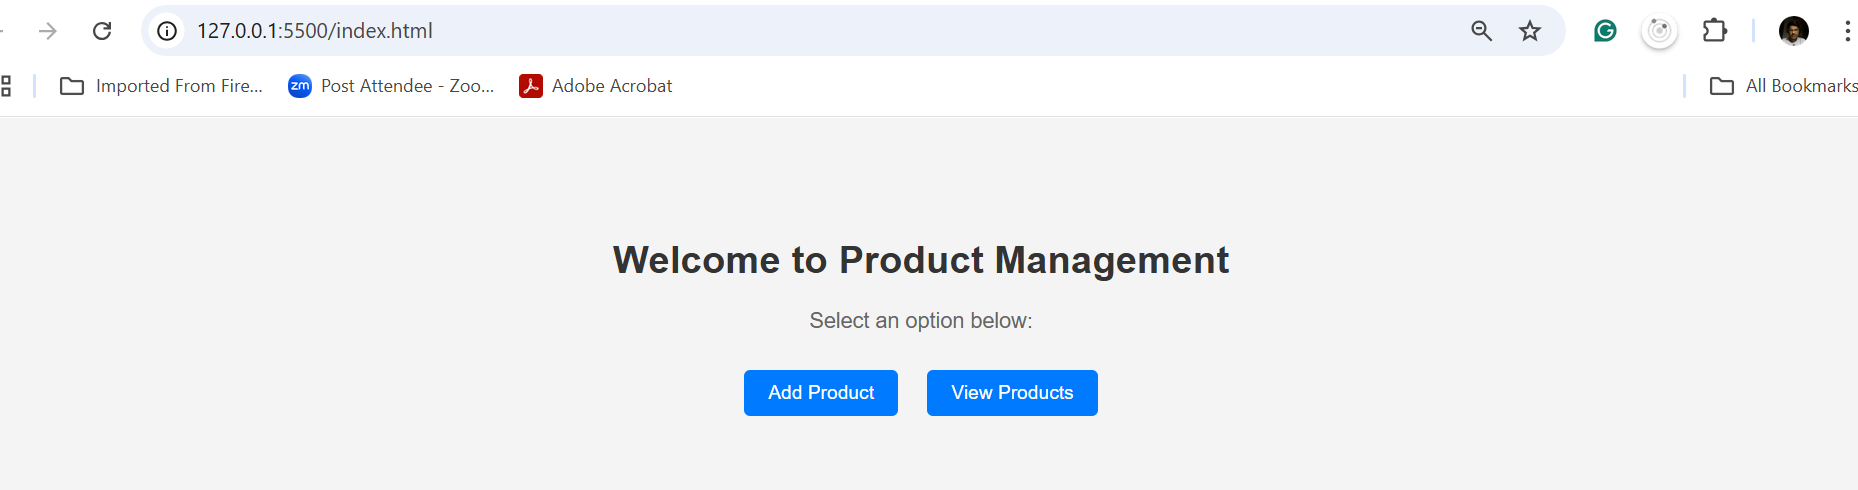 127.0.0.1:5500/index.html
Imported From Fire... zm Post Attendee - Zoo... Adobe Acrobat All Bookmarks
Welcome to Product Management
Select an option below:
Add Product View Products